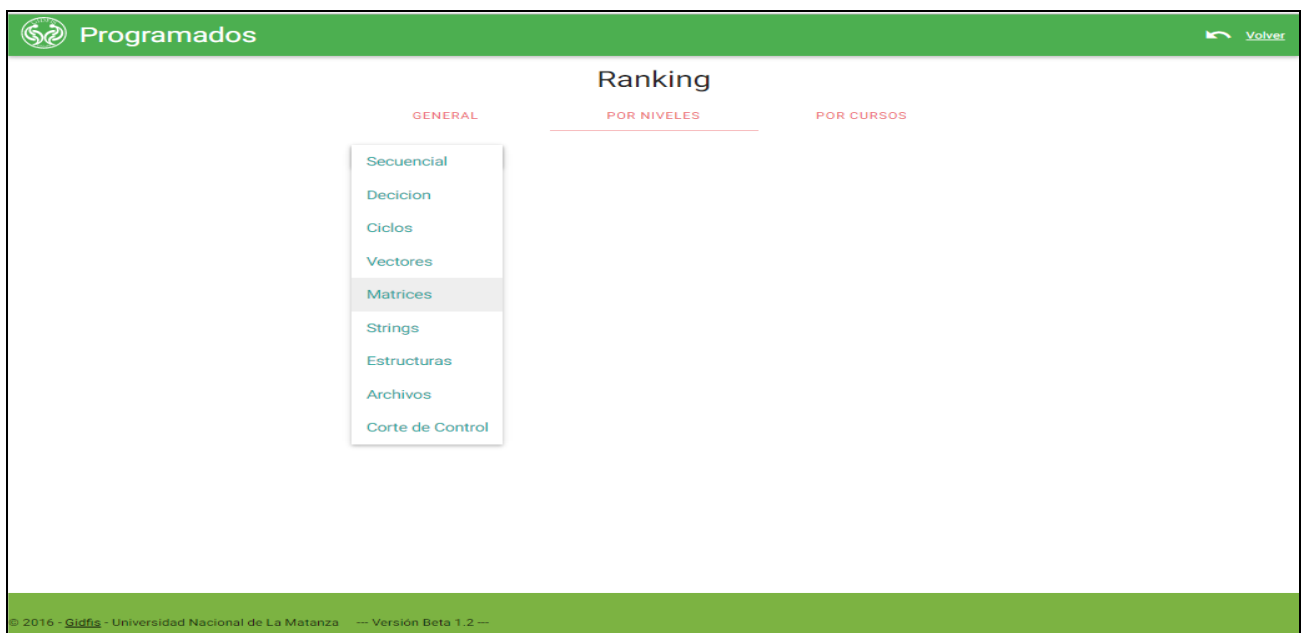 Programados
Volver
Ranking
GENERAL POR NIVELES POR CURSOS
Secuencial
Decicion
Ciclos
Vectores
Matrices
Strings
Estructuras
Archivos
Corte de Control
© 2016 - Gidfis - Universidad Nacional de La Matanza --- Versión Beta 1.2 ---